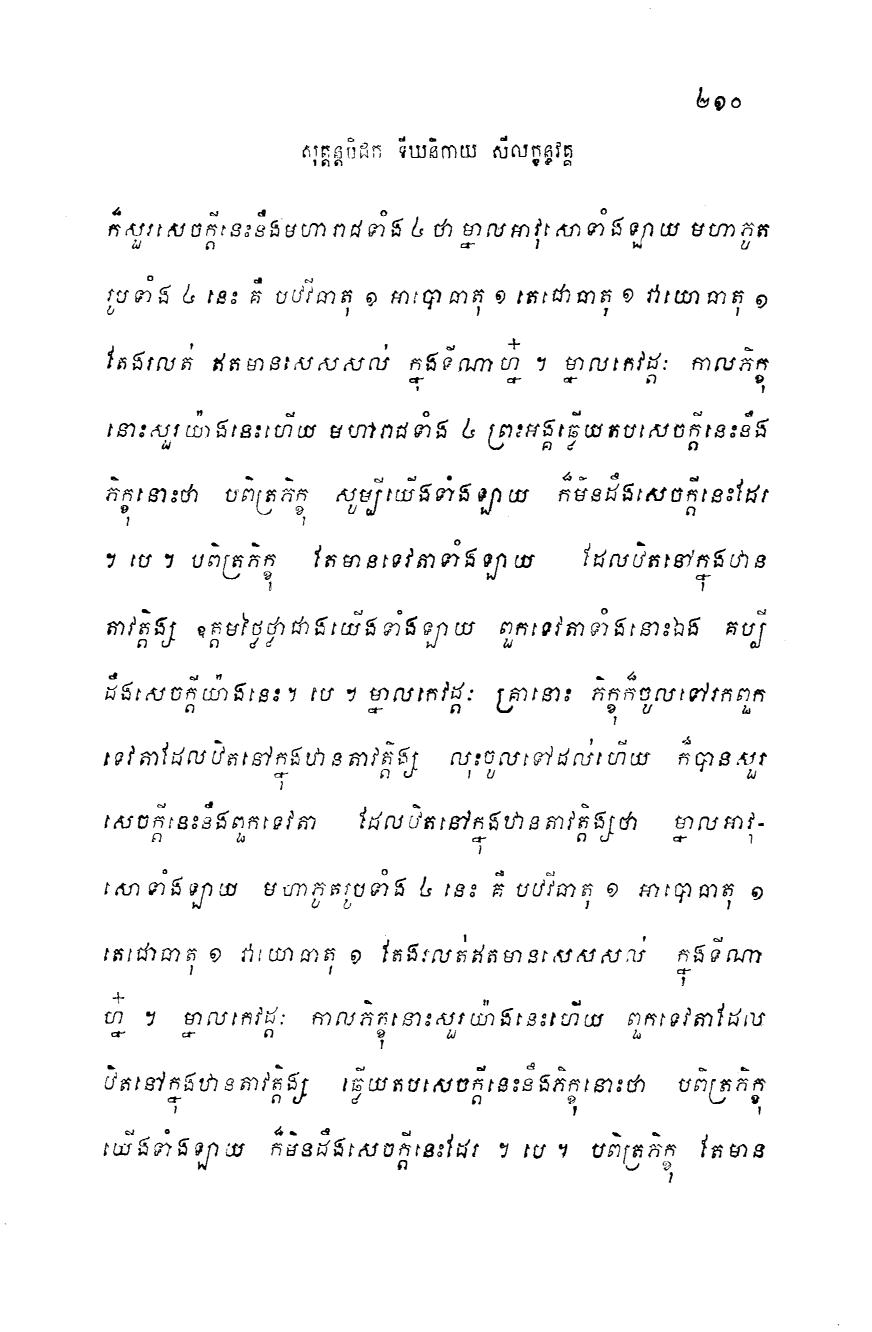 ២១០
សុត្តន្តបិដក ទីឃនិកាយ សីលក្ខន្ធវគ្គ
ក៏សួរសេចក្តីនេះនឹងមហារាជទាំង ៤ ថា ម្នាលអាវុសោទាំងឡាយ មហាភូត
រូបទាំង ៤ នេះ គឺ បឋវីធាតុ ១ អាបោធាតុ ១ តេជោធាតុ ១ វាយោធាតុ ១
តែងរលត់ ឥតមានសេសសល់ ក្នុងទីណាហ្ន៎ ។ ម្នាលកេវដ្តៈ កាលភិក្ខុ
នោះសួរយ៉ាងនេះហើយ មហារាជទាំង ៤ ព្រះអង្គឆ្លើយតបសេចក្តីនេះនឹង
ភិក្ខុនោះថា បពិត្រភិក្ខុ សូម្បីយើងទាំងឡាយ ក៏មិនដឹងសេចក្តីនេះដែរ
។ បេ ។ បពិត្រភិក្ខុ តែមានទេវតាទាំងឡាយ ដែលឋិតនៅក្នុងឋាន
តាវត្តិង្ស ឧត្តមថ្លៃថ្លាជាងយើងទាំងឡាយ ពួកទេវតាទាំងនោះឯង គប្បី
ដឹងសេចក្តីយ៉ាងនេះ។ បេ ។ ម្នាលកេវដ្តៈ គ្រានោះ ភិក្ខុក៏ចូលទៅរកពួក
ទេវតាដែលឋិតនៅក្នុងឋានតាវត្តិង្ស លុះចូលទៅដល់ហើយ ក៏បានសួរ
សេចក្តីនេះនឹងពួកទេវតា ដែលឋិតនៅក្នុងឋានតាវត្តិង្សថា ម្នាលអាវុ-
សោទាំងឡាយ មហាភូតរូបទាំង ៤ នេះ គឺ បឋវីធាតុ ១ អាបោធាតុ ១
តេជោធាតុ ១ វាយោធាតុ ១ តែងរលត់ឥតមានសេសសល់ ក្នុងទីណា
ហ្ន៎ ។ ម្នាលកេវដ្តៈ កាលភិក្ខុនោះសួរយ៉ាងនេះហើយ ពួកទេវតាដែល
ឋិតនៅក្នុងឋានតាវត្តិង្ស ឆ្លើយតបសេចក្តីនេះនឹងភិក្ខុនោះថា បពិត្រភិក្ខុ
យើងទាំងឡាយ ក៏មិនដឹងសេចក្តីនេះដែរ ។ បេ ។ បពិត្រភិក្ខុ តែមាន